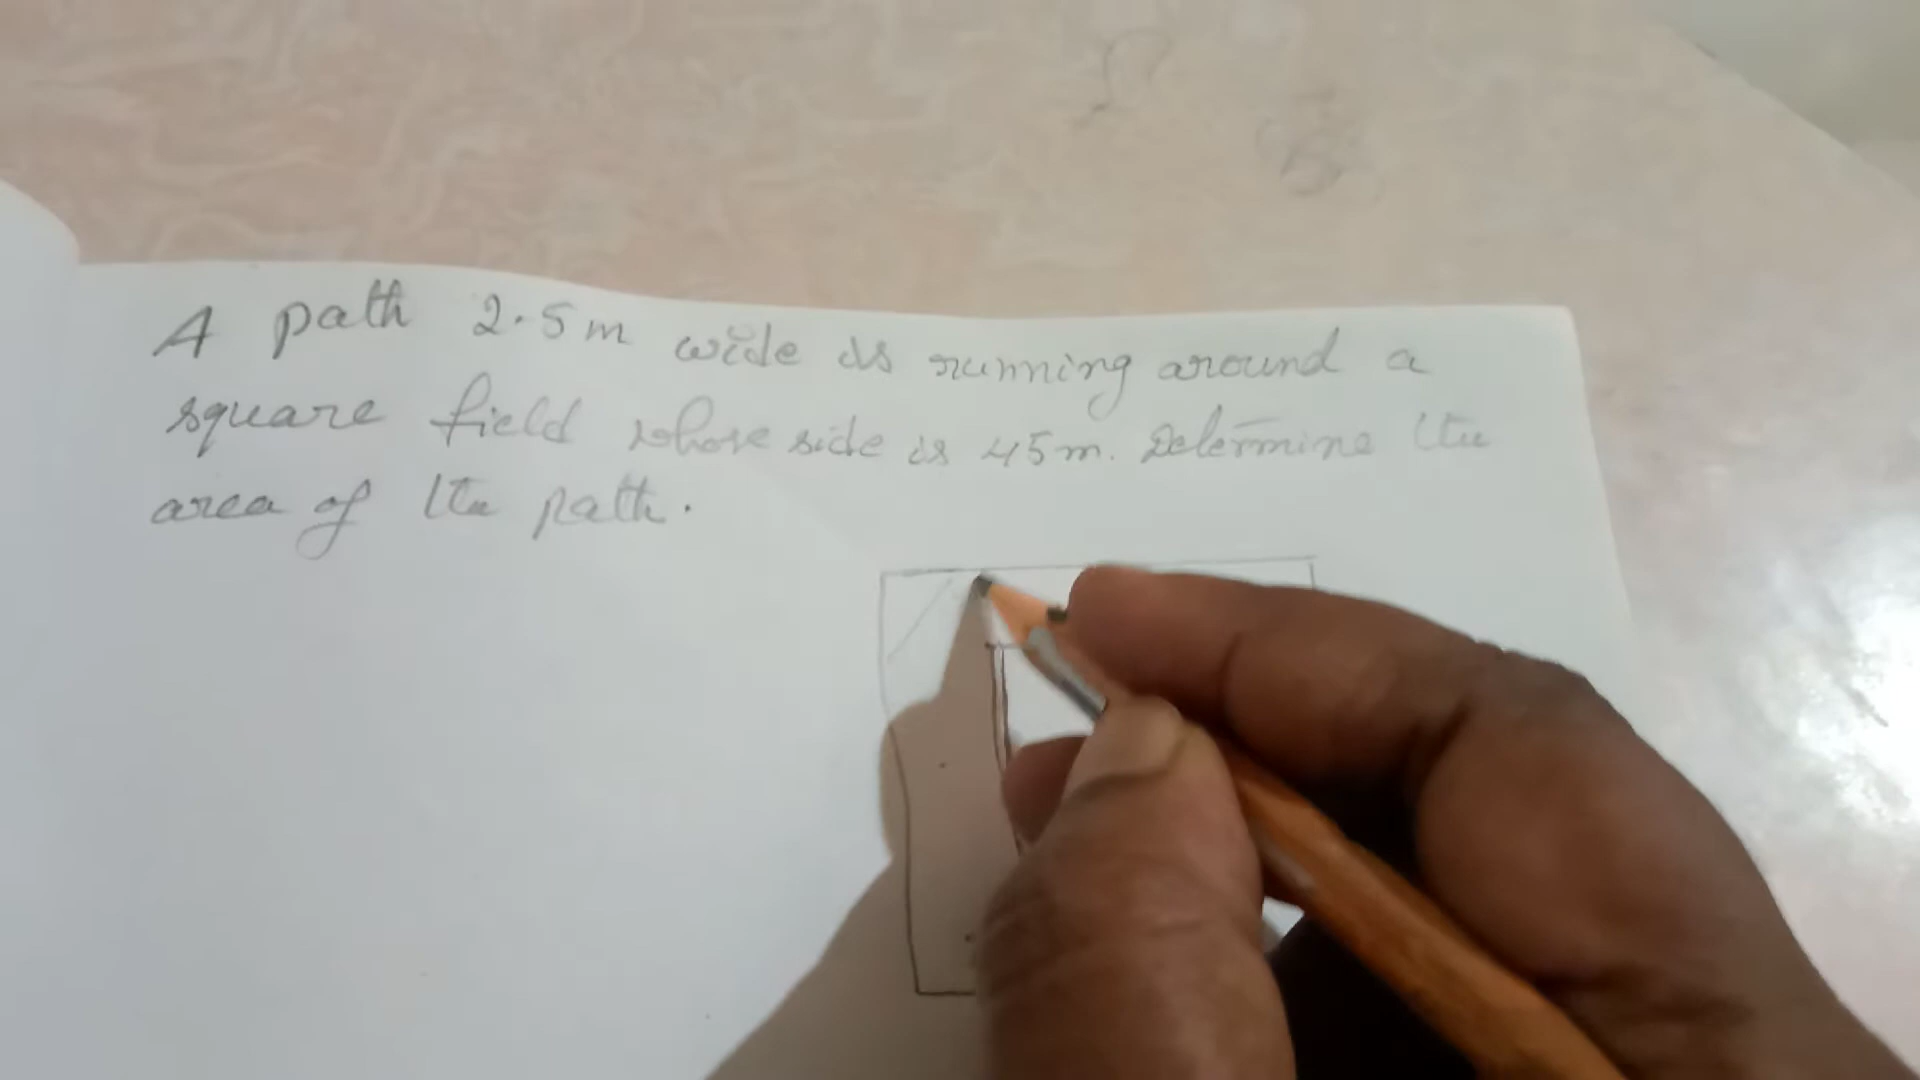 A path 2.5m wide is running around a
square field whose side is 45m. Determine the
area of the path.